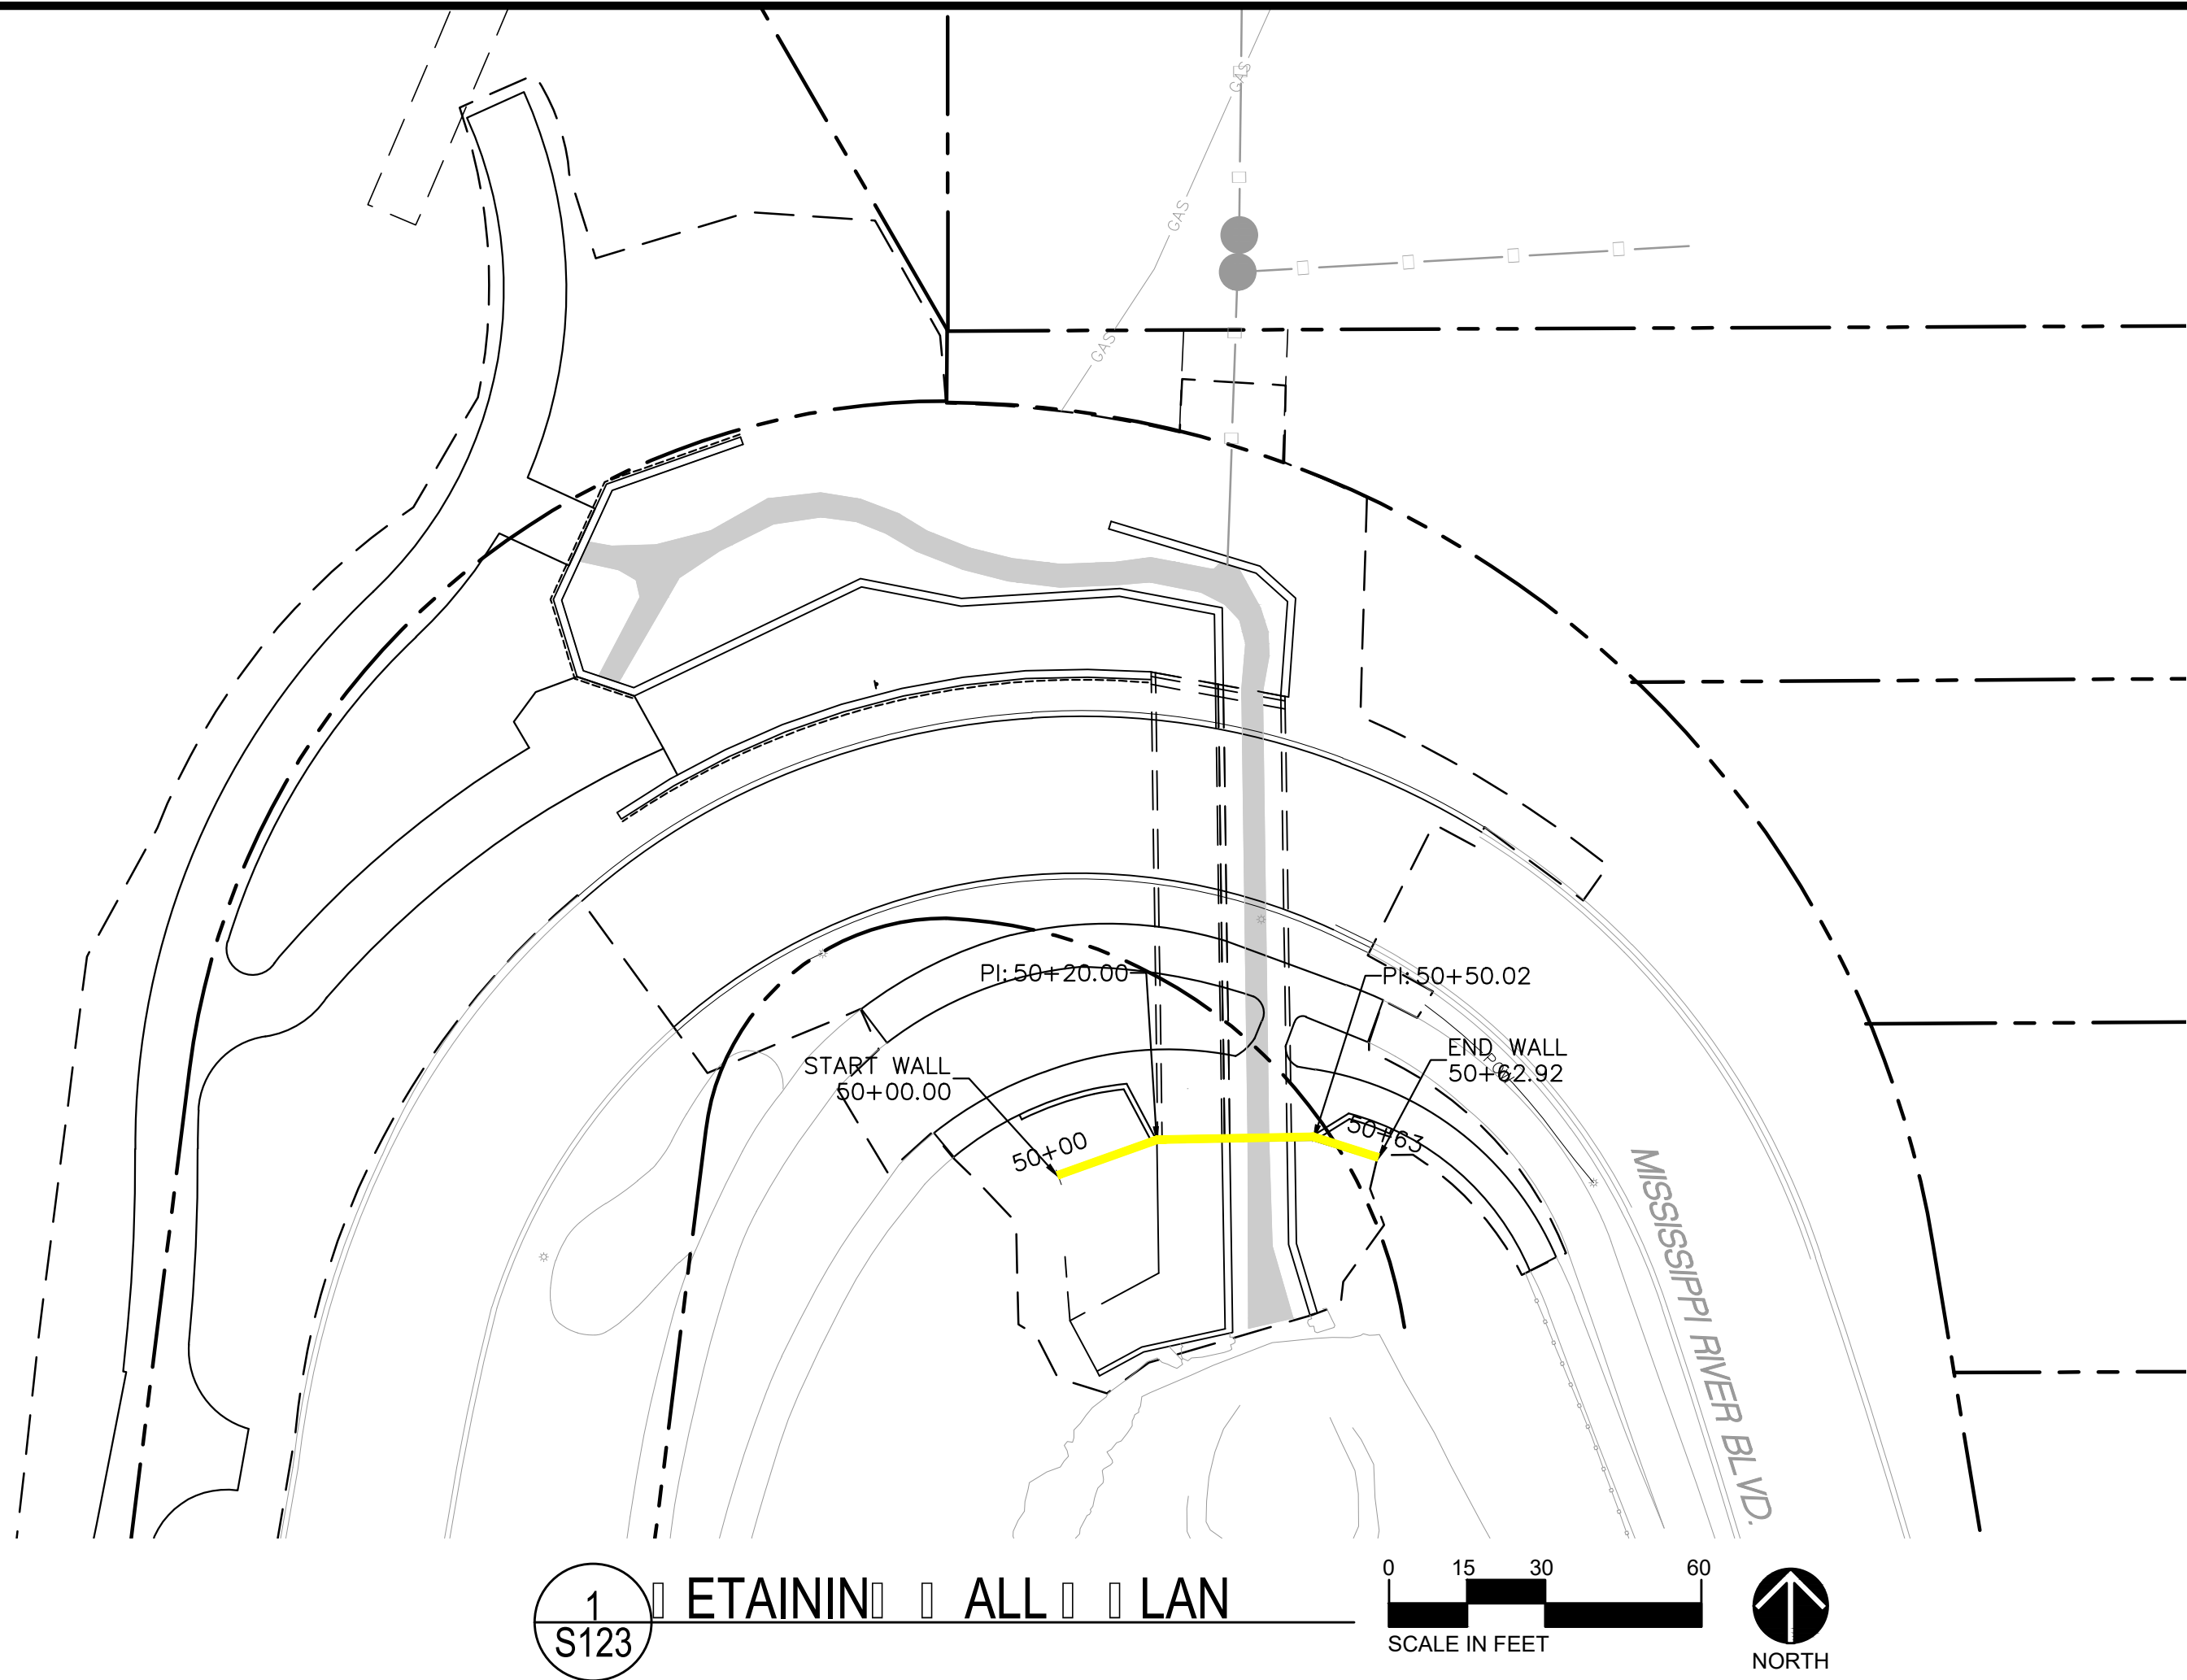 GAS
GAS
GAS
PI: 50+20.00
PI: 50+50.02
START WALL
50+00.00
END WALL
50+62.92
50+00
50+63
MISSISSIPPI RIVER BLVD.
1
S123
ETAININ ALL LAN
0 15 30 60
SCALE IN FEET
NORTH